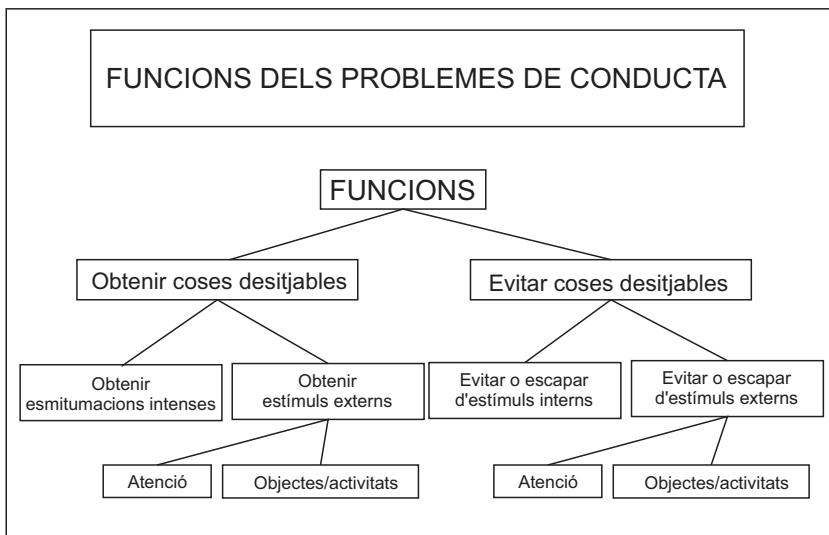 FUNCIONS DELS PROBLEMES DE CONDUCTA
FUNCIONS
Obtenir coses desitjables
Evitar coses desitjables
Obtenir
esmitumacions intenses
Obtenir
estímuls externs
Evitar o escapar
d'estímuls interns
Evitar o escapar
d'estímuls externs
Atenció
Objectes/activitats
Atenció
Objectes/activitats